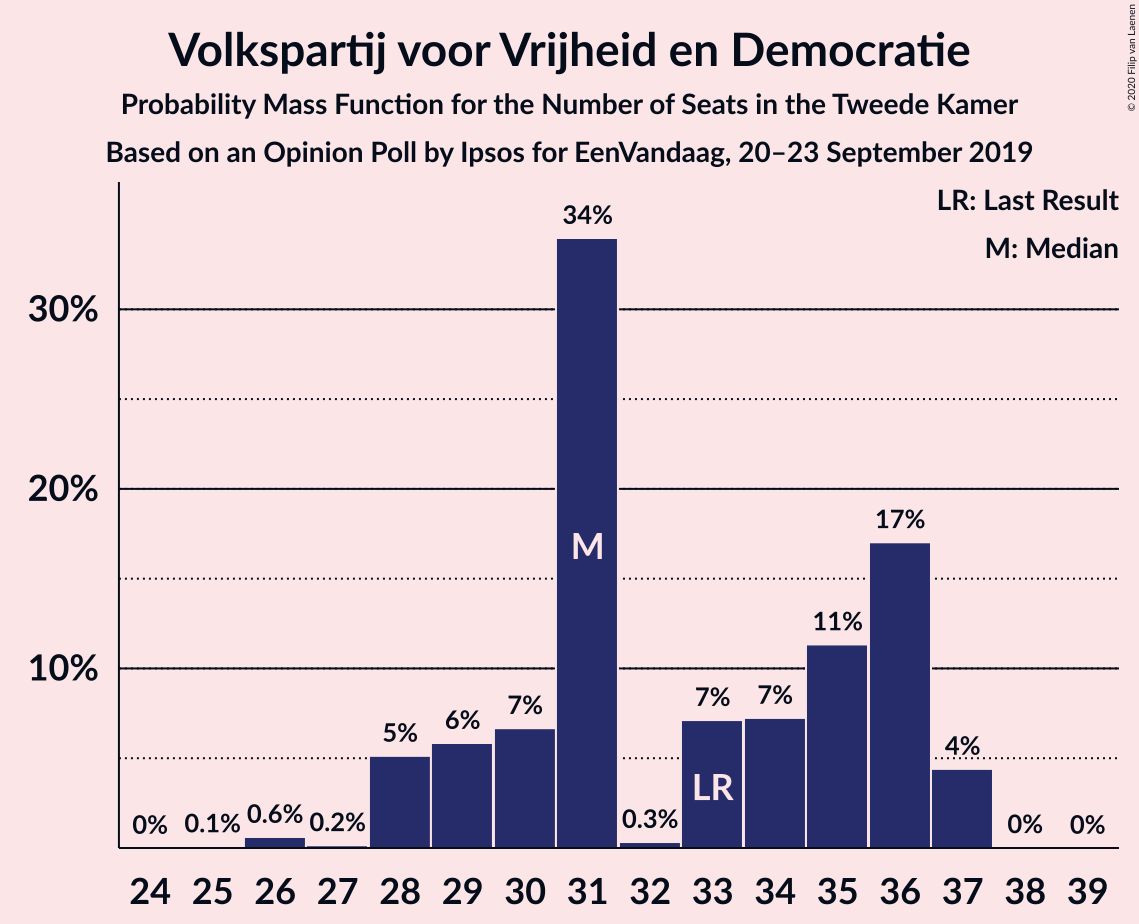 Volkspartij voor Vrijheid en Democratie
Probability Mass Function for the Number of Seats in the Tweede Kamer
Based on an Opinion Poll by Ipsos for EenVandaag, 20–23 September 2019
© 2020 Filip van Laenen
LR: Last Result
M: Median
30%
20%
10%
0% 0.1% 0.6% 0.2% 5% 6% 7% 34% 0.3% 7% 7% 11% 17% 4% 0% 0%
M
LR
24 25 26 27 28 29 30 31 32 33 34 35 36 37 38 39